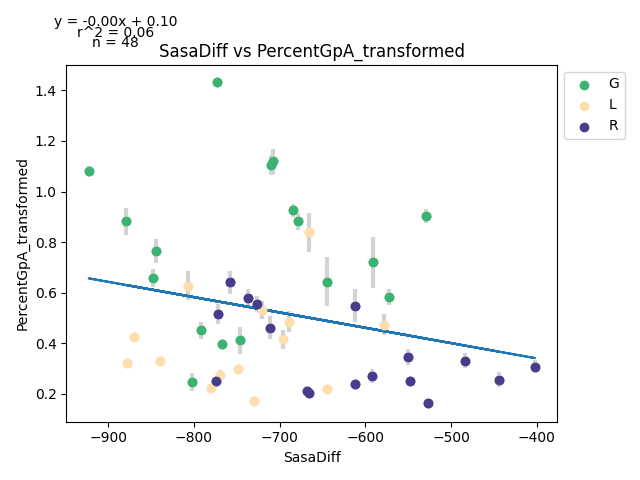 y = -0.00x + 0.10
r^2 = 0.06
n = 48
SasaDiff vs PercentGpA_transformed
PercentGpA_transformed
1.4
1.2
1.0
0.8
0.6
0.4
0.2
−900 −800 −700 −600 −500 −400
SasaDiff
G
L
R